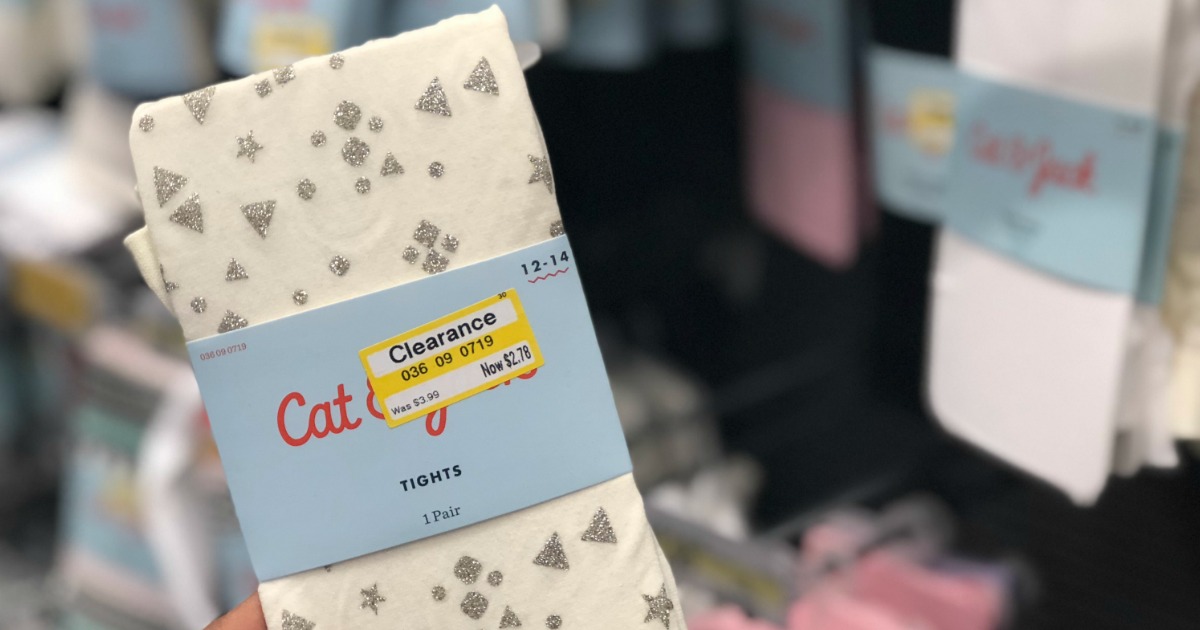 12-14
036 09 0719
30
Clearance
036 09 0719
Now $2.78
Was $3.99
Cat &
TIGHTS
1 Pair
Cat & Jack